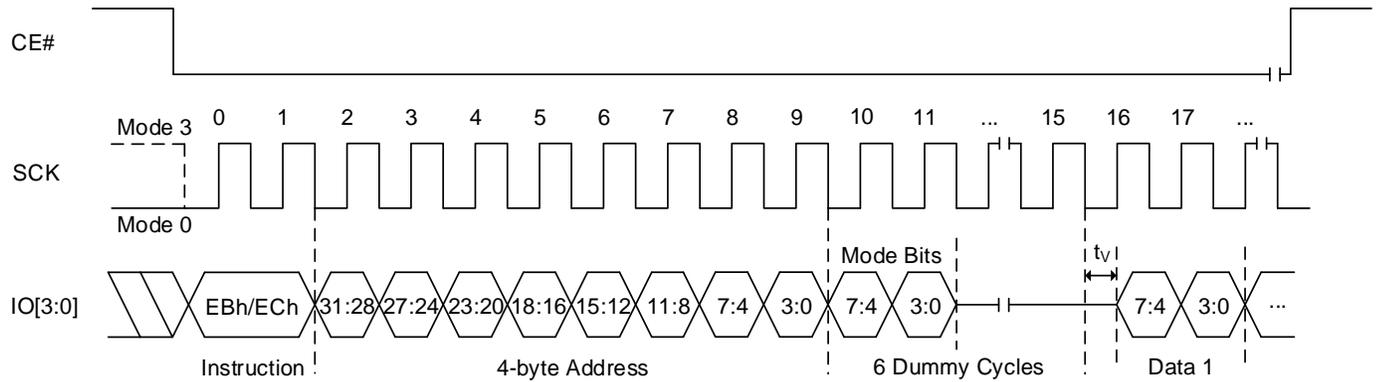 CE#
0 1 2 3 4 5 6 7 8 9 10 11 ... 15 16 17 ...
Mode 3
SCK
Mode 0
Mode Bits
tV
IO[3:0] EBh/ECh 31:28 27:24 23:20 18:16 15:12 11:8 7:4 3:0 7:4 3:0 7:4 3:0 ...
Instruction 4-byte Address 6 Dummy Cycles Data 1